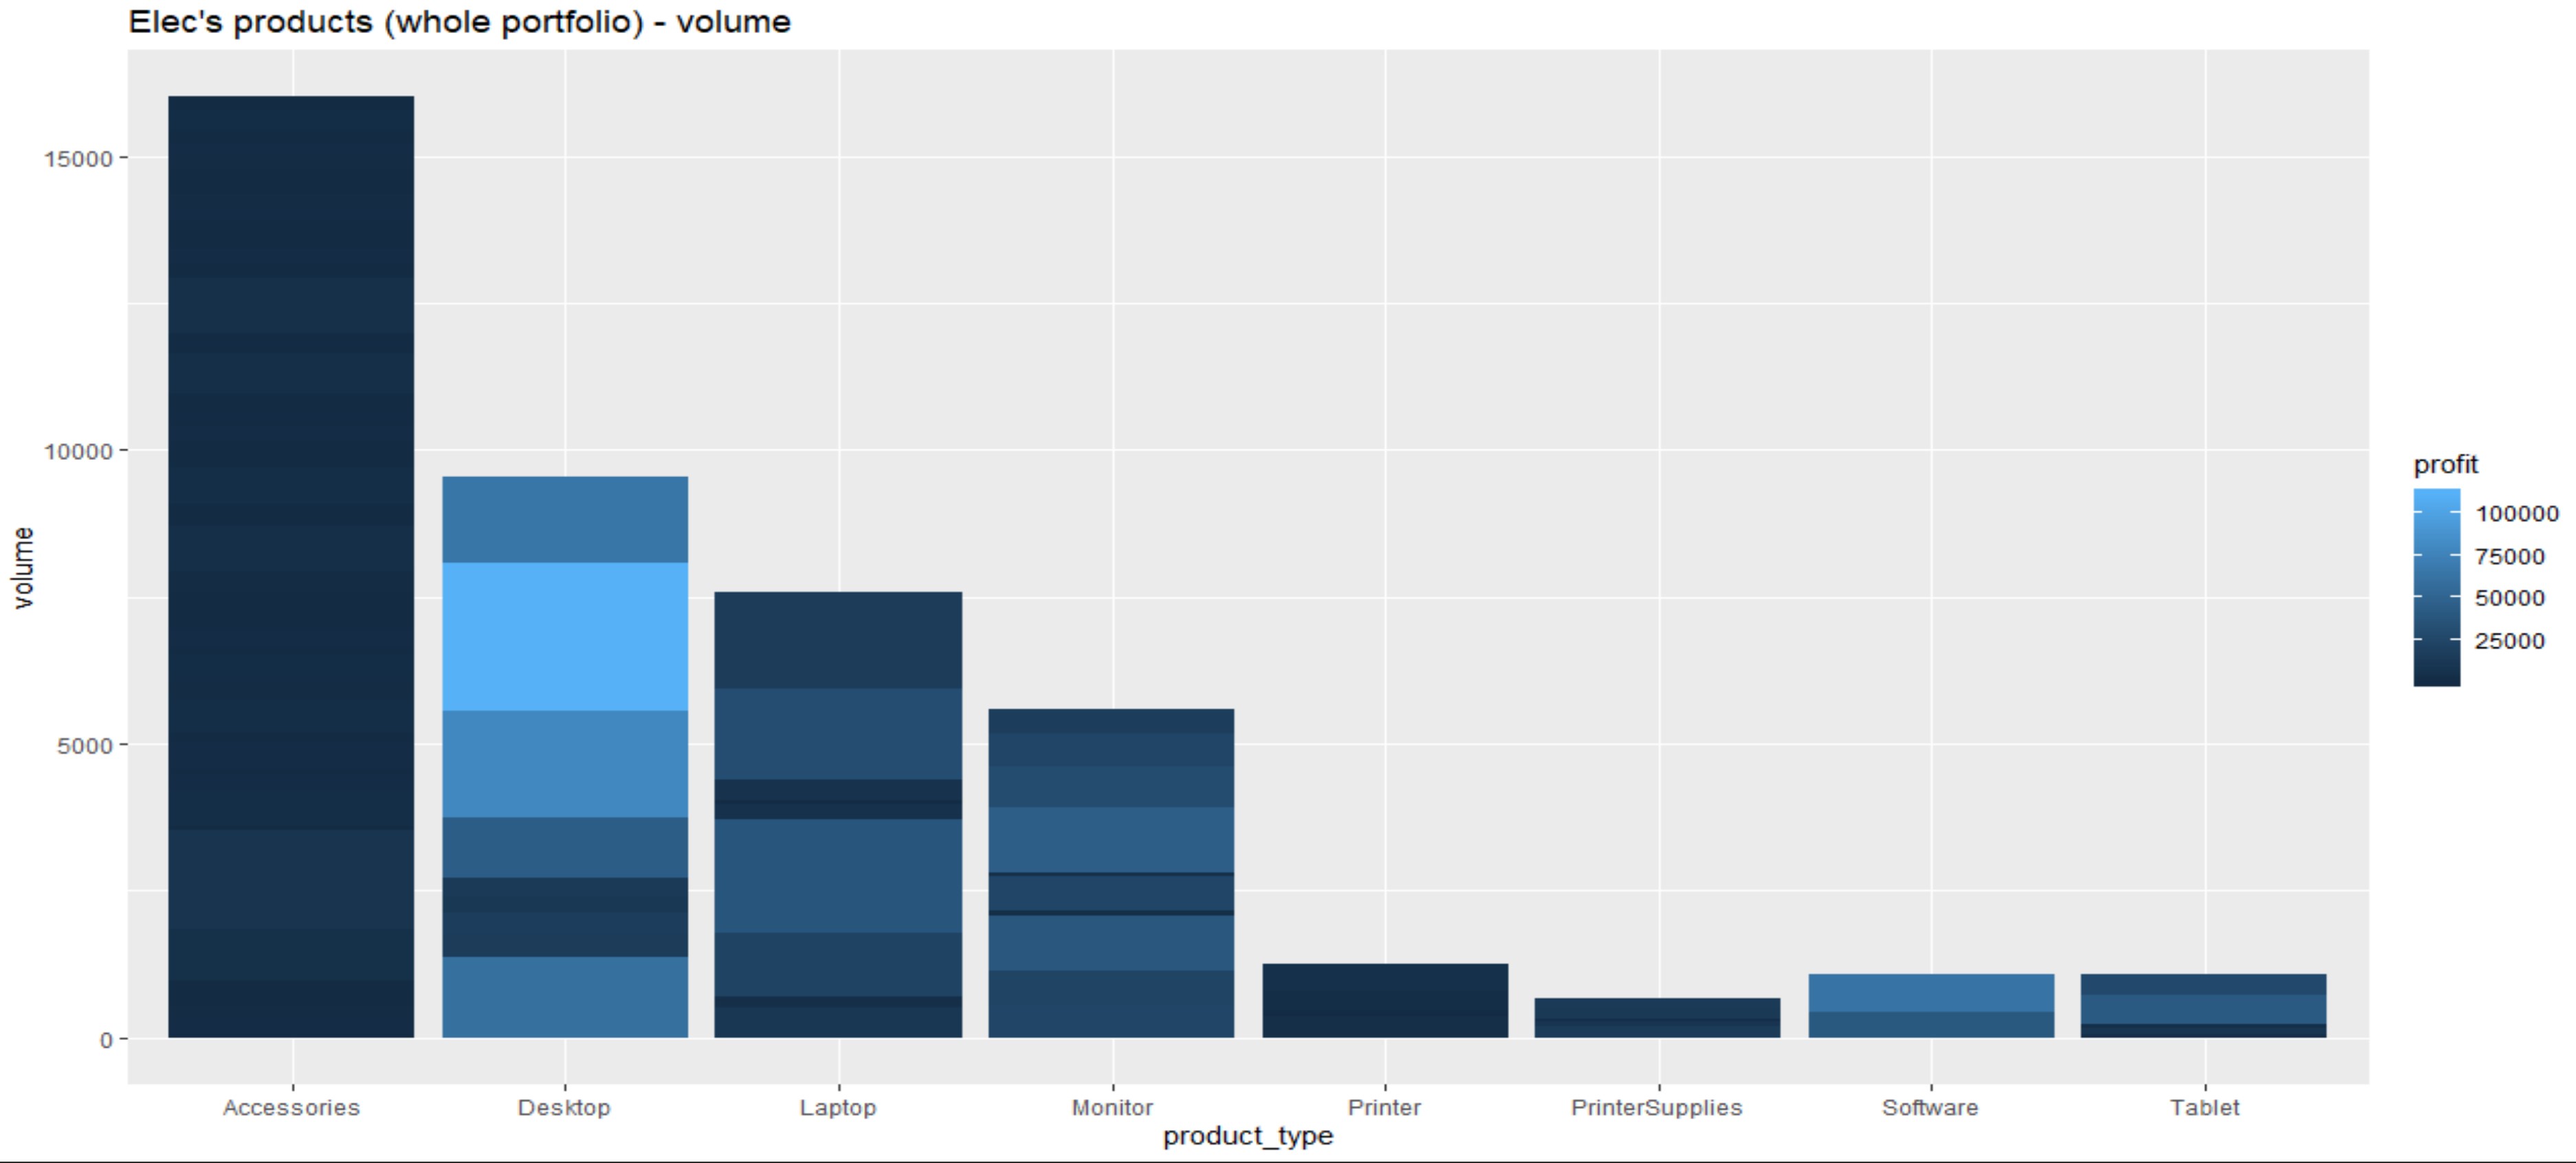 Elec's products (whole portfolio) - volume
volume
15000
10000
5000
0
Accessories Desktop Laptop Monitor Printer PrinterSupplies Software Tablet
product_type
profit
100000
75000
50000
25000